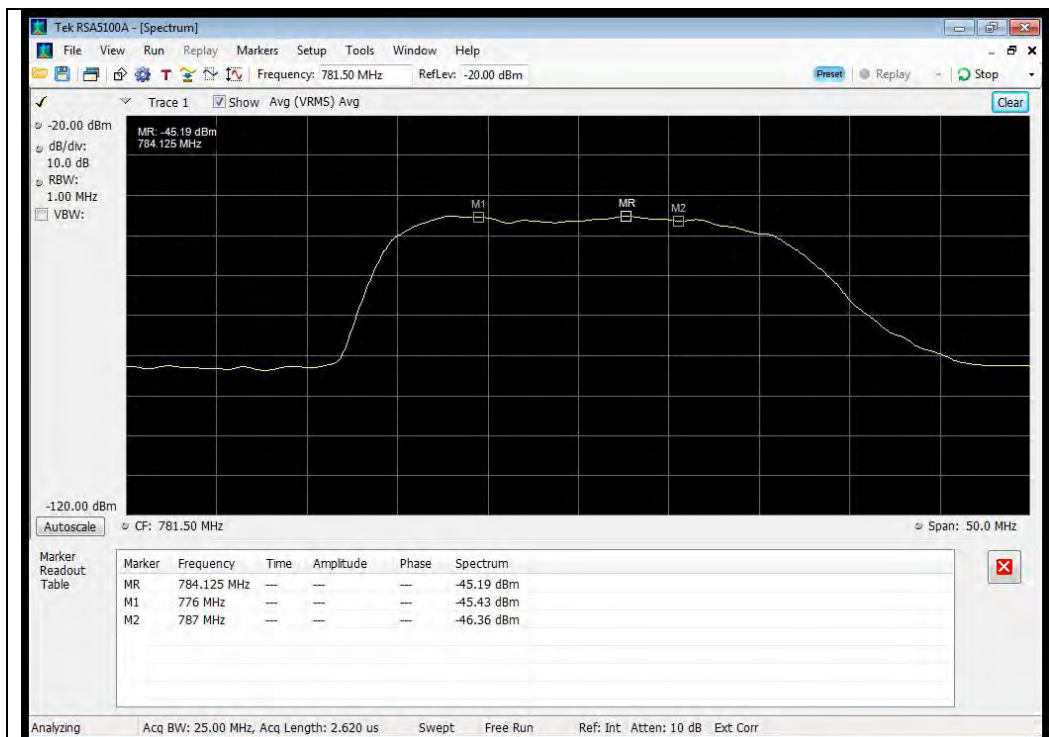 Tek RSA5100A - [Spectrum]
File View Run Replay Markers Setup Tools Window Help
T Frequency: 781.50 MHz RefLev: -20.00 dBm Preset Replay Stop
Trace 1 Show Avg (VRMS) Avg Clear
-20.00 dBm
dB/div:
10.0 dB
RBW:
1.00 MHz
VBW:
MR: -45.19 dBm
784.125 MHz
M1
MR
M2
-120.00 dBm
Autoscale CF: 781.50 MHz Span: 50.0 MHz
Marker
Readout
Table
Marker Frequency Time Amplitude Phase Spectrum
MR 784.125 MHz --- --- --- -45.19 dBm
M1 776 MHz --- --- --- -45.43 dBm
M2 787 MHz --- --- --- -46.36 dBm
Analyzing Acq BW: 25.00 MHz, Acq Length: 2.620 us Swept Free Run Ref: Int Atten: 10 dB Ext Corr